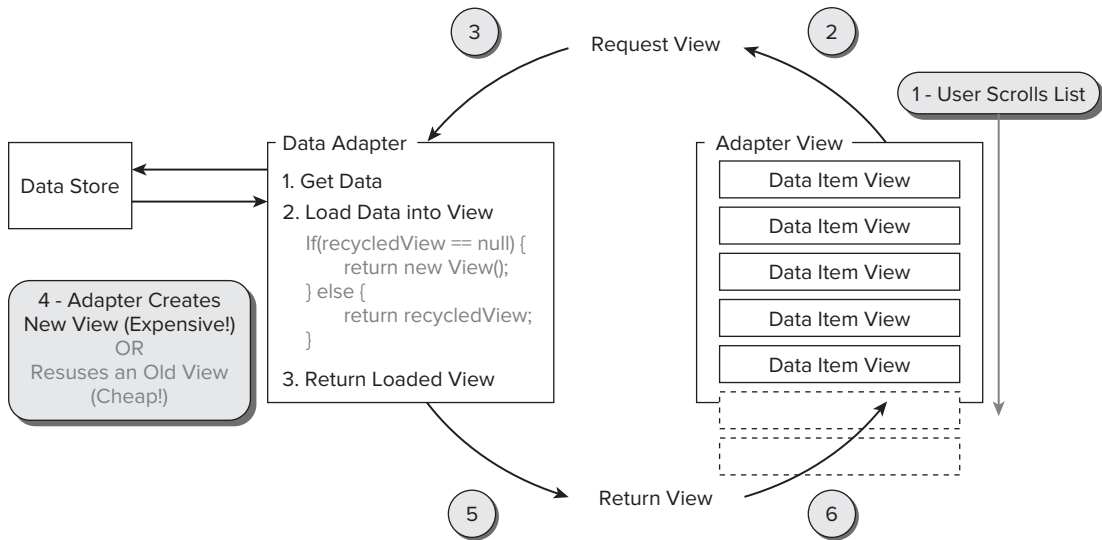 3
Request View
2
1 - User Scrolls List
Data Adapter
Adapter View
Data Store
1. Get Data
2. Load Data into View
If(recycledView == null) {
return new View();
} else {
return recycledView;
}
3. Return Loaded View
Data Item View
Data Item View
Data Item View
Data Item View
Data Item View
4 - Adapter Creates
New View (Expensive!)
OR
Resuses an Old View
(Cheap!)
5
Return View
6